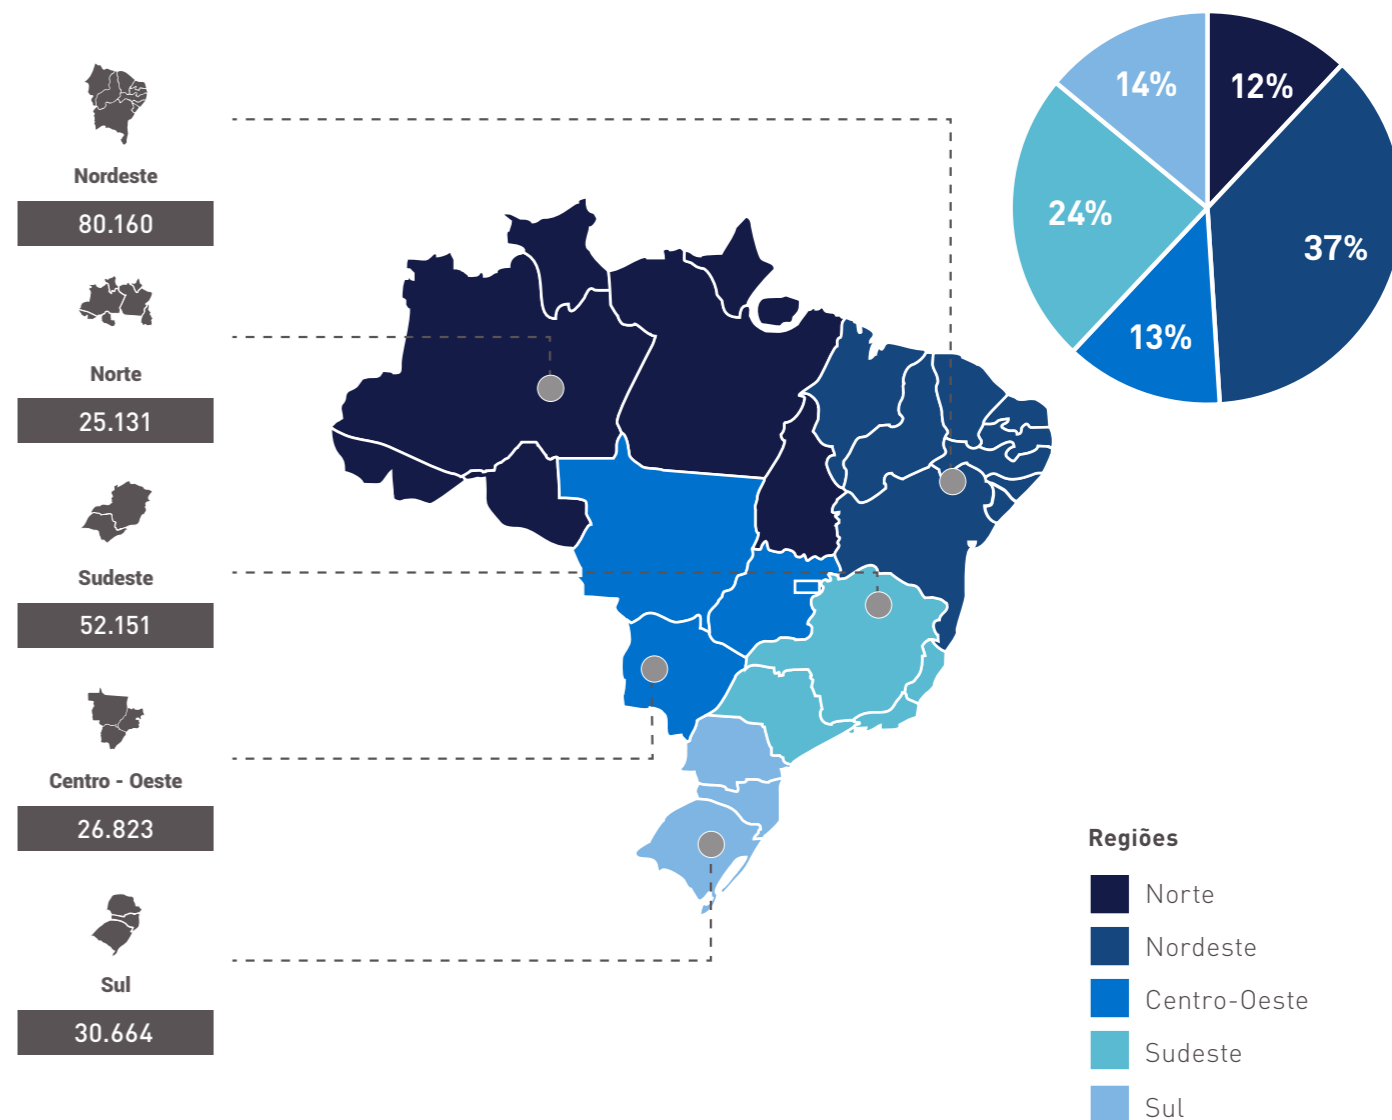 Nordeste
80.160
Norte
25.131
Sudeste
52.151
Centro - Oeste
26.823
Sul
30.664
14%
12%
24%
37%
13%
Regiões
Norte
Nordeste
Centro-Oeste
Sudeste
Sul